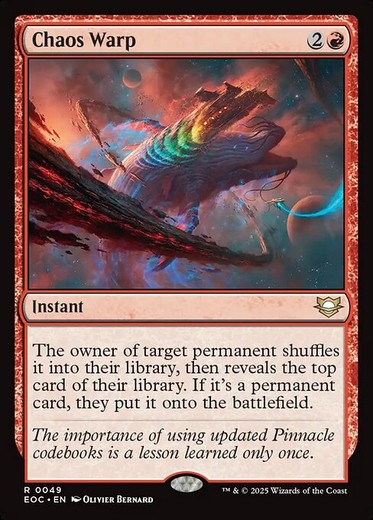 Chaos Warp 2
Instant
The owner of target permanent shuffles
it into their library, then reveals the top
card of their library. If it's a permanent
card, they put it onto the battlefield.
The importance of using updated Pinnacle
codebooks is a lesson learned only once.
R 0049
EOC • EN Olivier Bernard
™ & © 2025 Wizards of the Coast